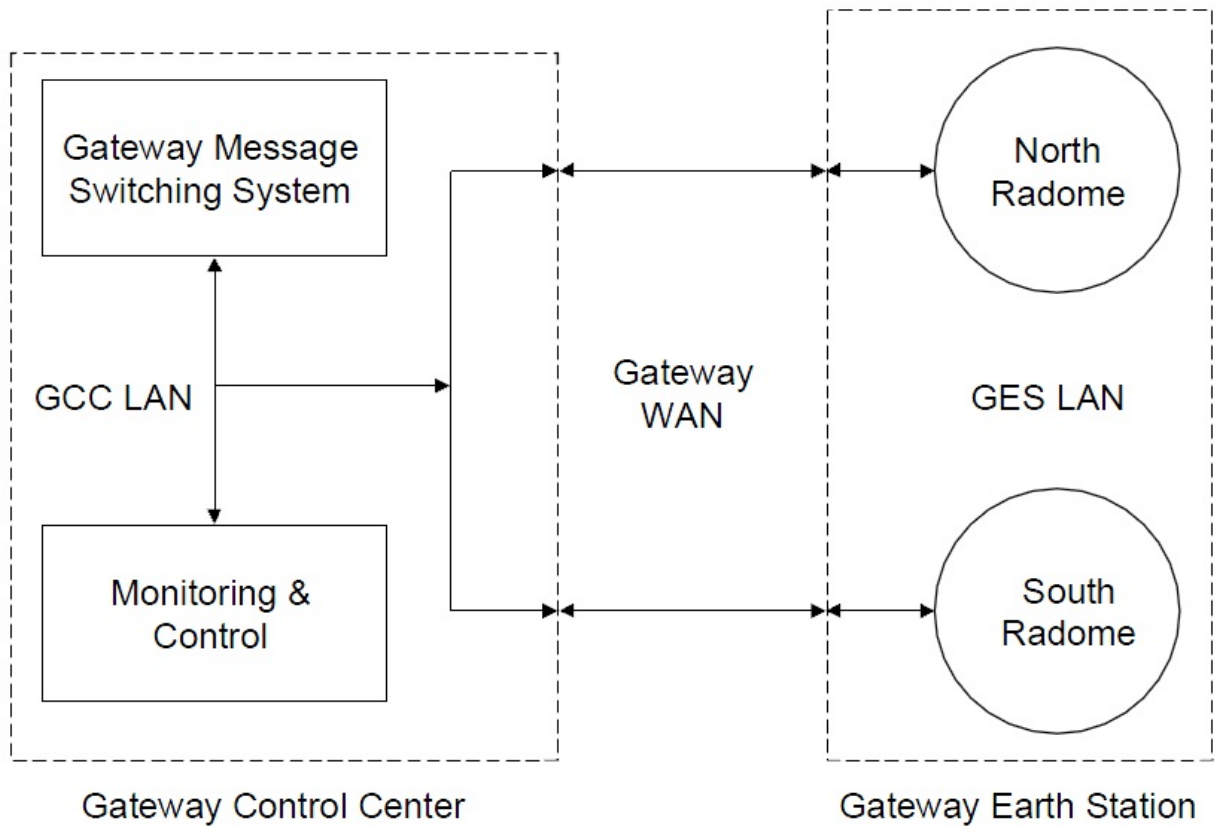 Gateway Message
Switching System
GCC LAN
Monitoring &
Control
Gateway Control Center
Gateway
WAN
North
Radome
GES LAN
South
Radome
Gateway Earth Station